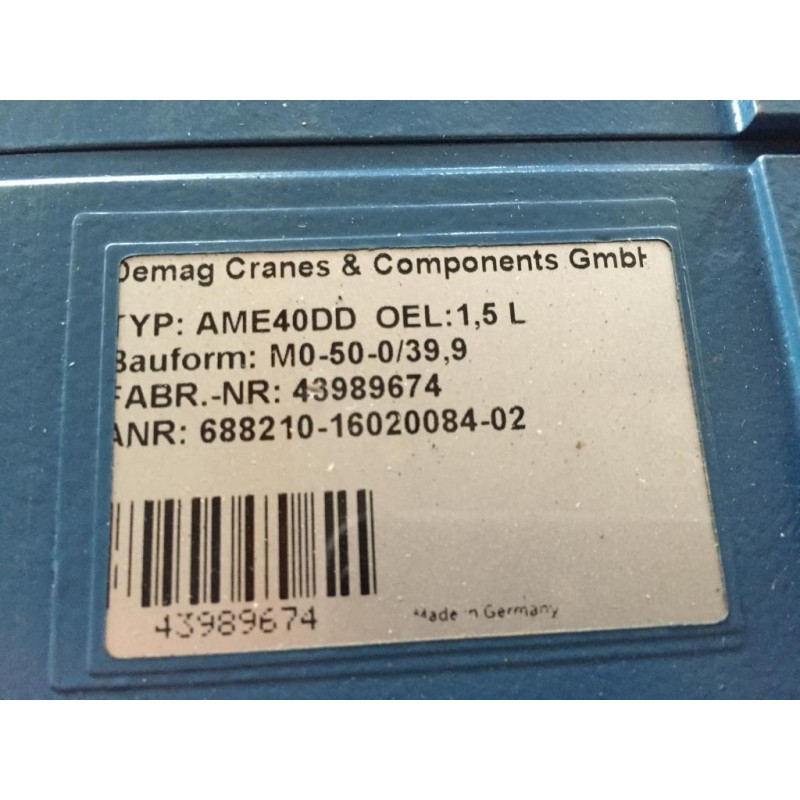 Demag Cranes & Components GmbH
TYP: AME40DD OEL:1,5 L
Bauform: M0-50-0/39,9
FABR.-NR: 43989674
ANR: 688210-16020084-02
43989674
Made in Germany